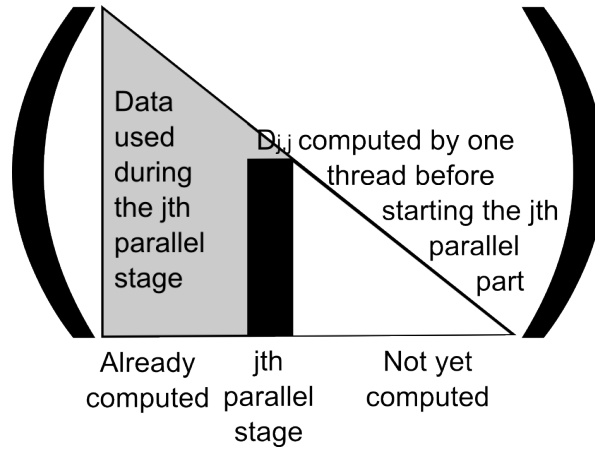 Data
used
during
the jth
parallel
stage
Dj,j computed by one
thread before
starting the jth
parallel
part
Already
computed
jth
parallel
stage
Not yet
computed